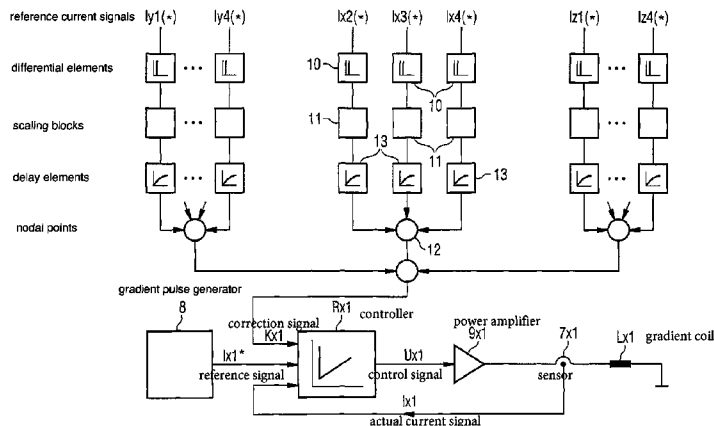 reference current signals Iy1(*) Iy4(*) Ix2(*) Ix3(*) Ix4(*) Iz1(*) Iz4(*)
differential elements ... 10 ...
10
scaling blocks 11
13 11
delay elements ... 13 ...
nodal points
12
gradient pulse generator
8 Rx1 controller
correction signal power amplifier
Kx1 9x1 7x1 Lx1 gradient coil
Ix1* Ux1
reference signal control signal sensor
Ix1
actual current signal